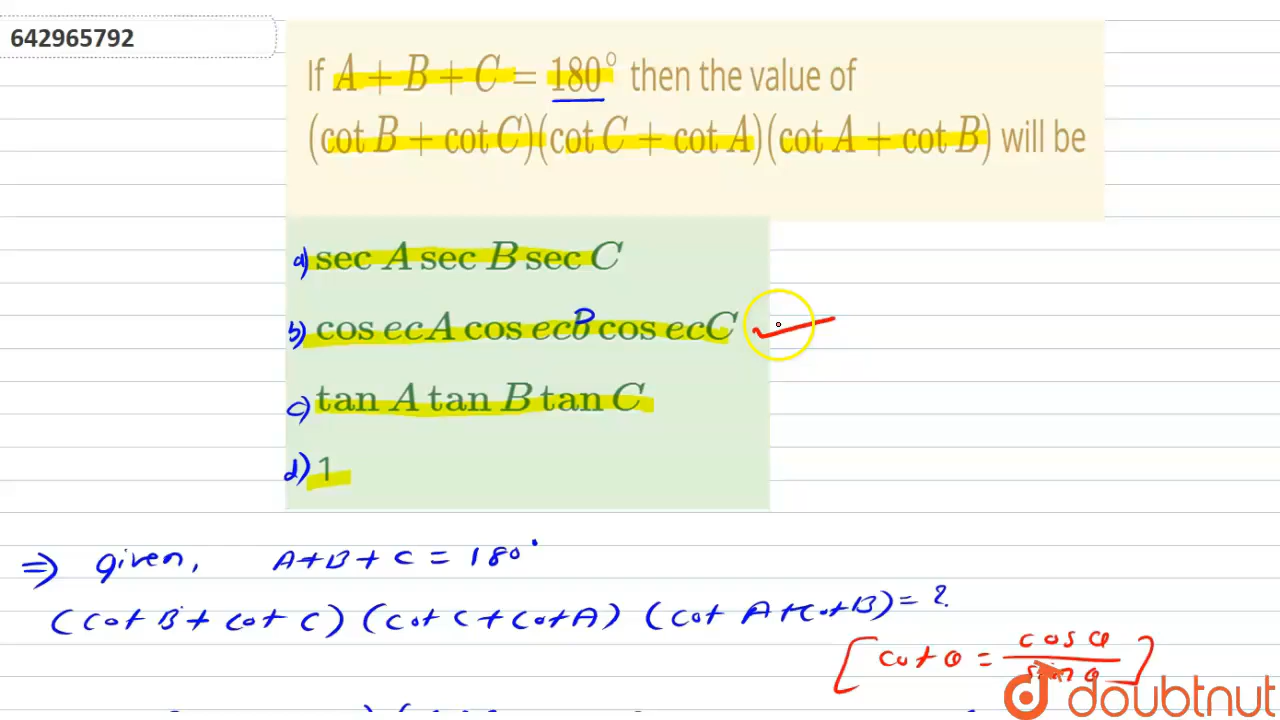 642965792
If A + B + C = 180° then the value of
(cot B + cot C)(cot C + cot A)(cot A + cot B) will be
a) sec A sec B sec C
b) cos ecA cos ecB cos ecC
c) tan A tan B tan C
d) 1
⇒ given, A+B+C = 180°
(cot B + cot C) (cot C + cot A) (cot A + cot B) = ?
[cot θ = cos θ / sin θ]
doubtnut